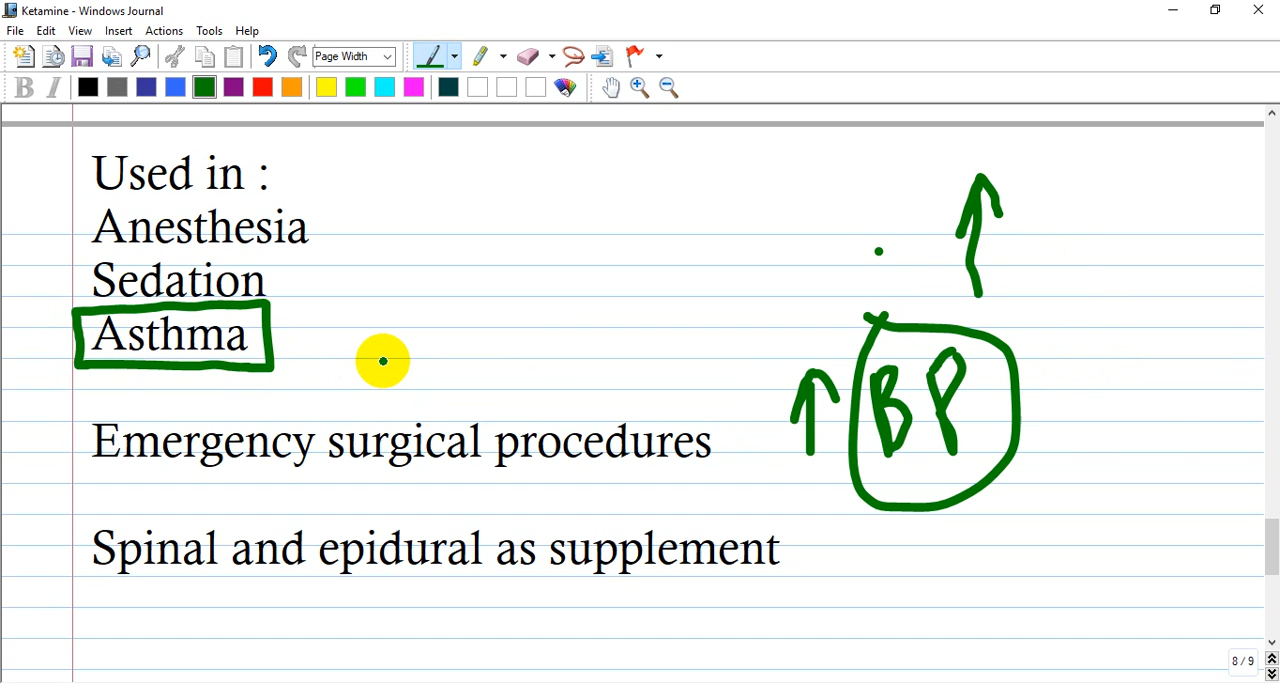 Ketamine - Windows Journal
File Edit View Insert Actions Tools Help
Page Width
B I
Used in :
Anesthesia
Sedation
Asthma
BP
Emergency surgical procedures
Spinal and epidural as supplement
8 / 9